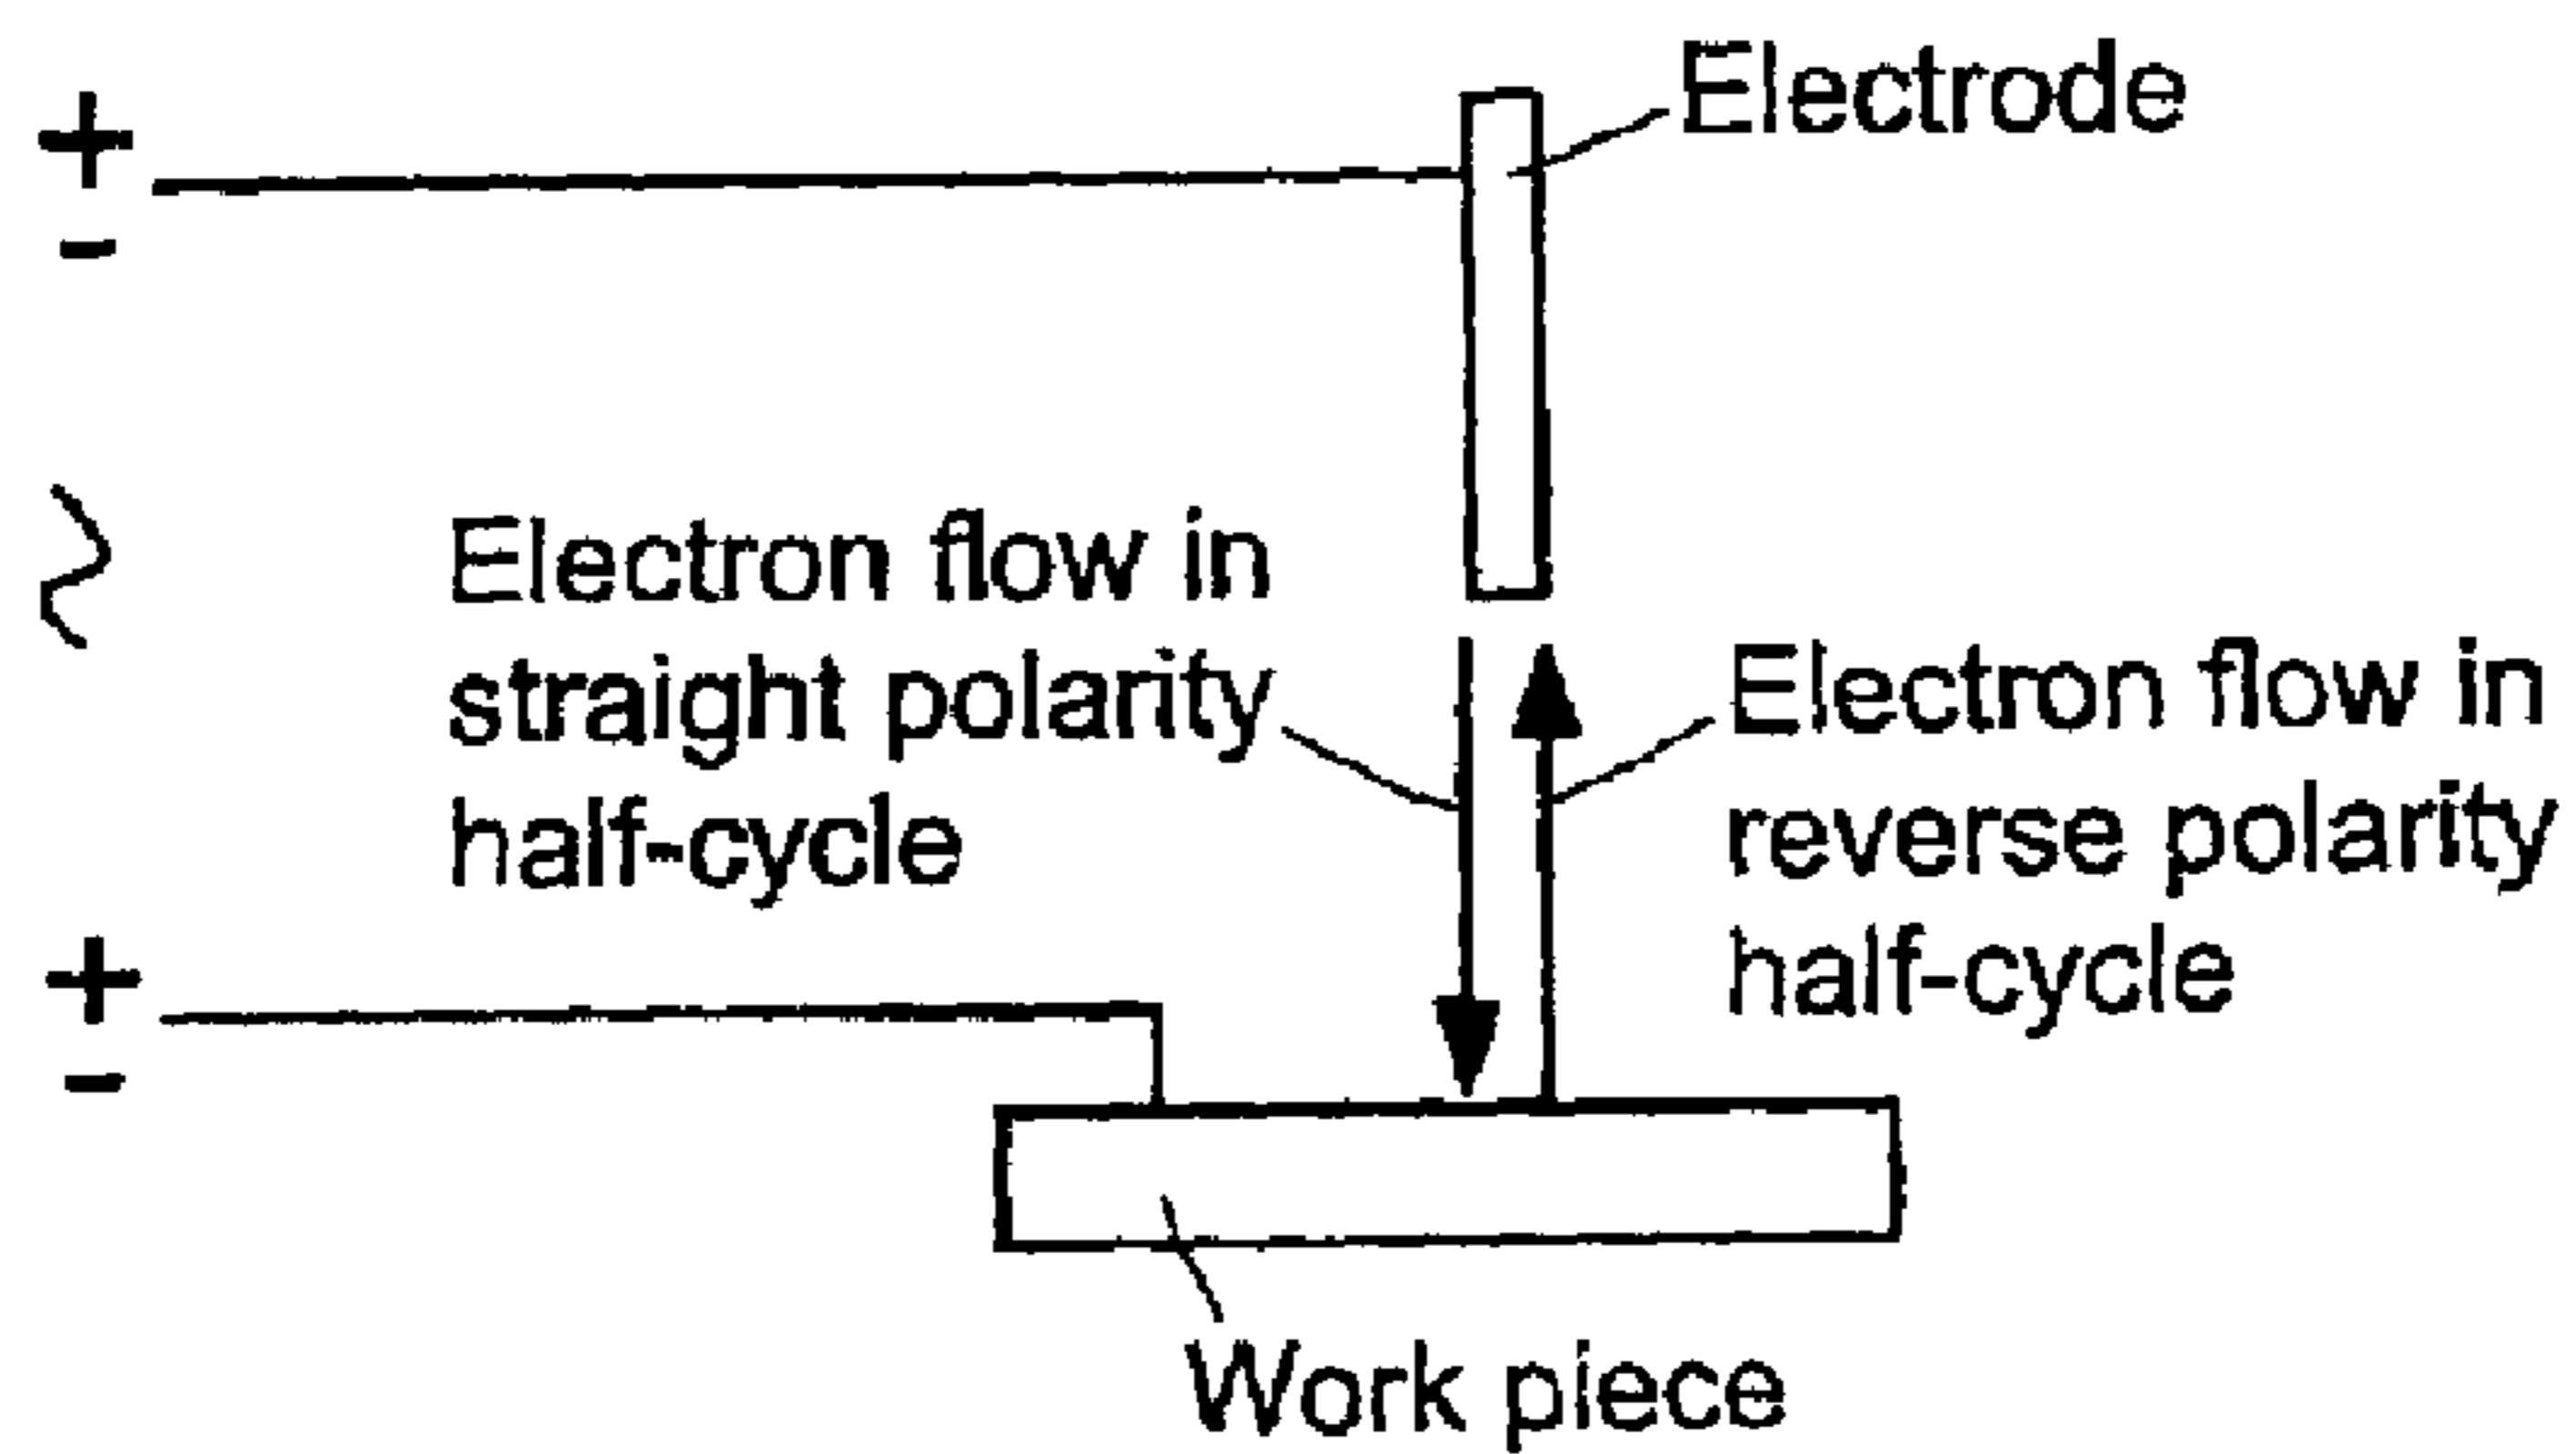 Electrode
+
-
Electron flow in
straight polarity
half-cycle
Electron flow in
reverse polarity
half-cycle
+
-
Work piece